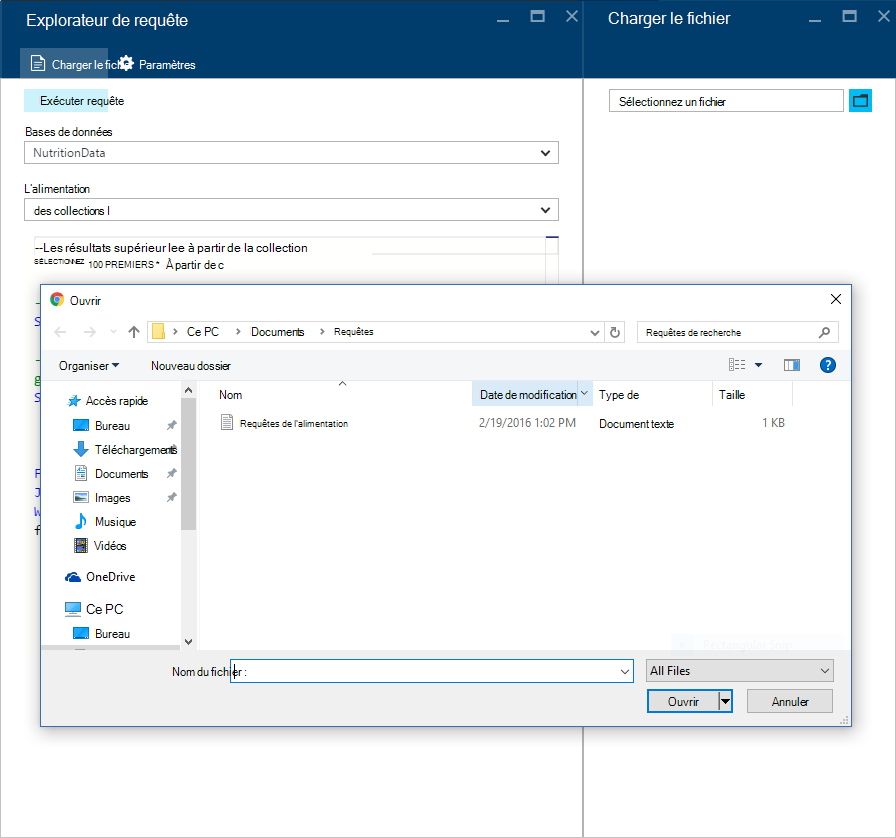 Explorateur de requête
Charger le fichier
Charger le fich
Paramètres
Exécuter requête
Sélectionnez un fichier
Bases de données
NutritionData
L'alimentation
des collections I
--Les résultats supérieur lee à partir de la collection
SÉLECTIONNEZ 100 PREMIERS * À partir de c
Ouvrir
Ce PC > Documents > Requêtes
Requêtes de recherche
Organiser
Nouveau dossier
Nom
Date de modification
Type de
Taille
Accès rapide
Requêtes de l'alimentation
2/19/2016 1:02 PM
Document texte
1 KB
Bureau
Téléchargements
Documents
Images
Musique
Vidéos
OneDrive
Ce PC
Bureau
Nom du fichier :
All Files
Ouvrir
Annuler